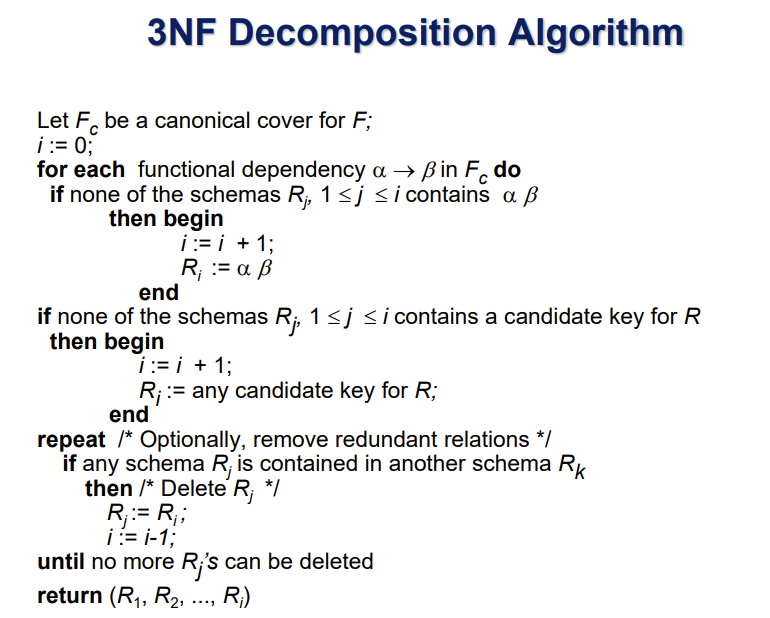 3NF Decomposition Algorithm
Let Fc be a canonical cover for F;
i := 0;
for each functional dependency α → β in Fc do
if none of the schemas Rj, 1 ≤ j ≤ i contains α β
then begin
i := i + 1;
Ri := α β
end
if none of the schemas Rj, 1 ≤ j ≤ i contains a candidate key for R
then begin
i := i + 1;
Ri := any candidate key for R;
end
repeat /* Optionally, remove redundant relations */
if any schema Rj is contained in another schema Rk
then /* Delete Rj */
Rj := Ri;
i := i-1;
until no more Rj's can be deleted
return (R1, R2, ..., Ri)